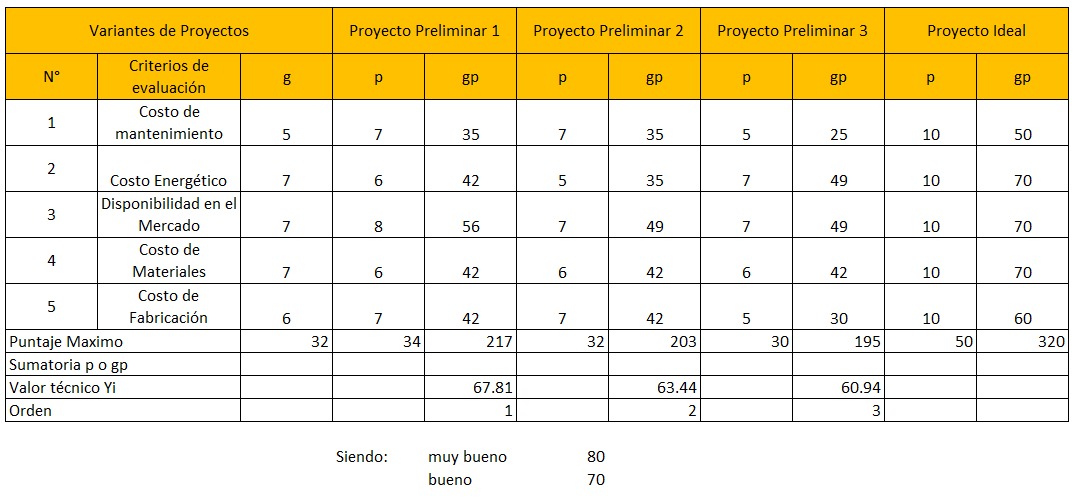 Variantes de Proyectos Proyecto Preliminar 1 Proyecto Preliminar 2 Proyecto Preliminar 3 Proyecto Ideal
N° Criterios de evaluación g p gp p gp p gp p gp
1 Costo de mantenimiento 5 7 35 7 35 5 25 10 50
2 Costo Energético 7 6 42 5 35 7 49 10 70
3 Disponibilidad en el Mercado 7 8 56 7 49 7 49 10 70
4 Costo de Materiales 7 6 42 6 42 6 42 10 70
5 Costo de Fabricación 6 7 42 7 42 5 30 10 60
Puntaje Maximo 32 34 217 32 203 30 195 50 320
Sumatoria p o gp
Valor técnico Yi 67.81 63.44 60.94
Orden 1 2 3
Siendo: muy bueno 80
bueno 70